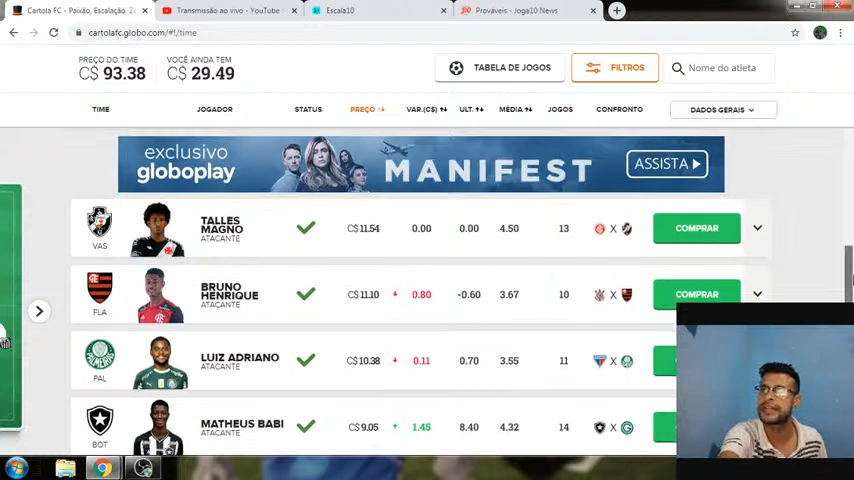 Cartola FC - Paixão, Escalação, Z
Transmissão ao vivo - YouTube
Escala10
Prováveis - Joga10 News
cartolafc.globo.com/#!/time
PREÇO DO TIME
C$ 93.38
VOCÊ AINDA TEM
C$ 29.49
TABELA DE JOGOS
FILTROS
Nome do atleta
TIME JOGADOR STATUS PREÇO VAR.(C$) ULT. MÉDIA JOGOS CONFRONTO DADOS GERAIS
exclusivo
globoplay
MANIFEST
ASSISTA
VAS
TALLES
MAGNO
ATACANTE
C$ 11.54 0.00 0.00 4.50 13 X COMPRAR
FLA
BRUNO
HENRIQUE
ATACANTE
C$ 11.10 0.80 -0.60 3.67 10 X COMPRAR
PAL
LUIZ ADRIANO
ATACANTE
C$ 10.38 0.11 0.70 3.55 11 X
BOT
MATHEUS BABI
ATACANTE
C$ 9.05 1.45 8.40 4.32 14 X